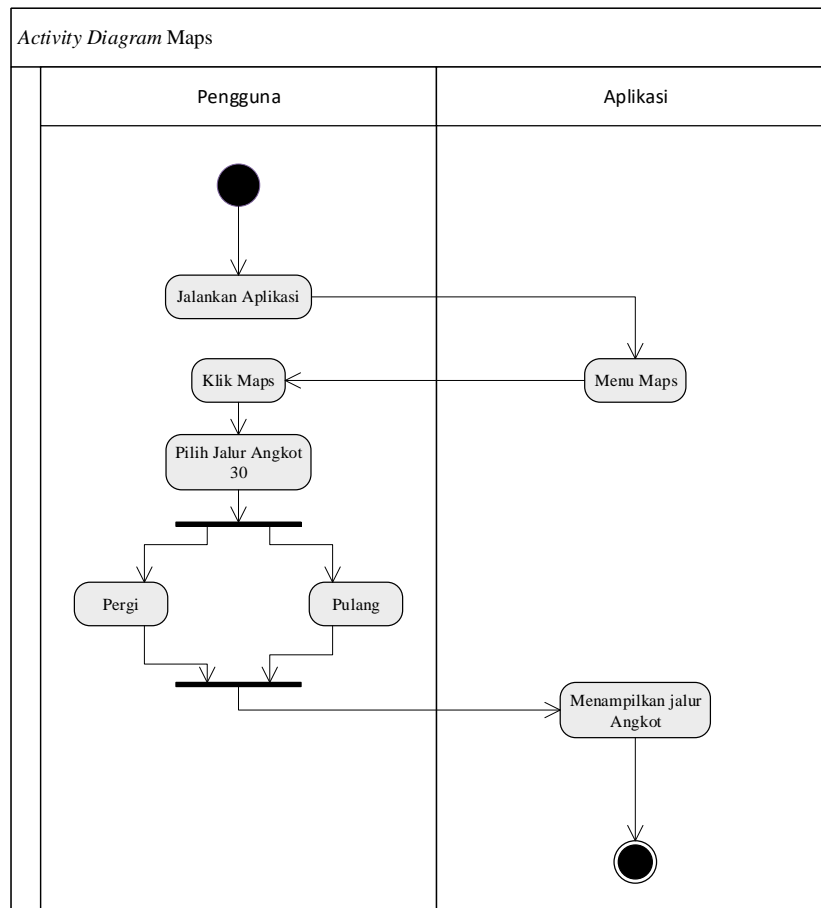 Activity Diagram Maps
Pengguna
Aplikasi
Jalankan Aplikasi
Klik Maps
Menu Maps
Pilih Jalur Angkot
30
Pergi
Pulang
Menampilkan jalur
Angkot